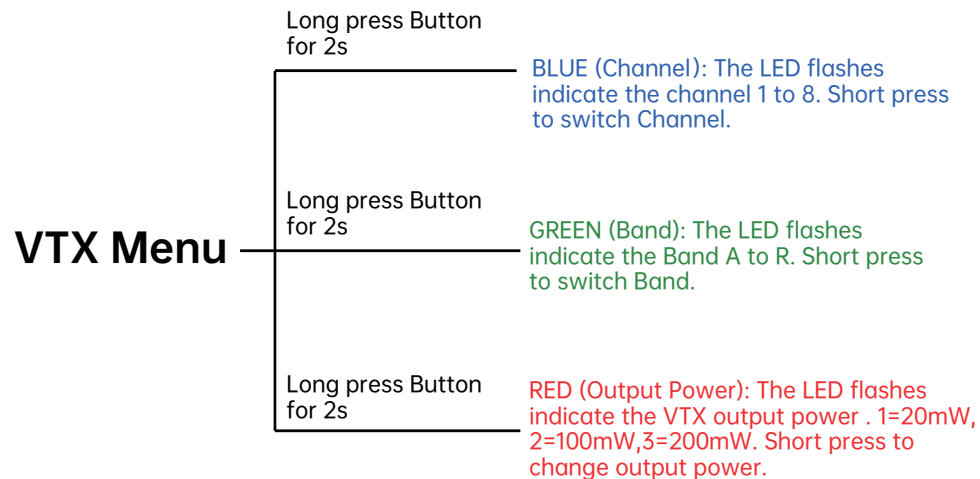 Long press Button
for 2s
BLUE (Channel): The LED flashes
indicate the channel 1 to 8. Short press
to switch Channel.
Long press Button
for 2s
VTX Menu
GREEN (Band): The LED flashes
indicate the Band A to R. Short press
to switch Band.
Long press Button
for 2s
RED (Output Power): The LED flashes
indicate the VTX output power . 1=20mW,
2=100mW,3=200mW. Short press to
change output power.